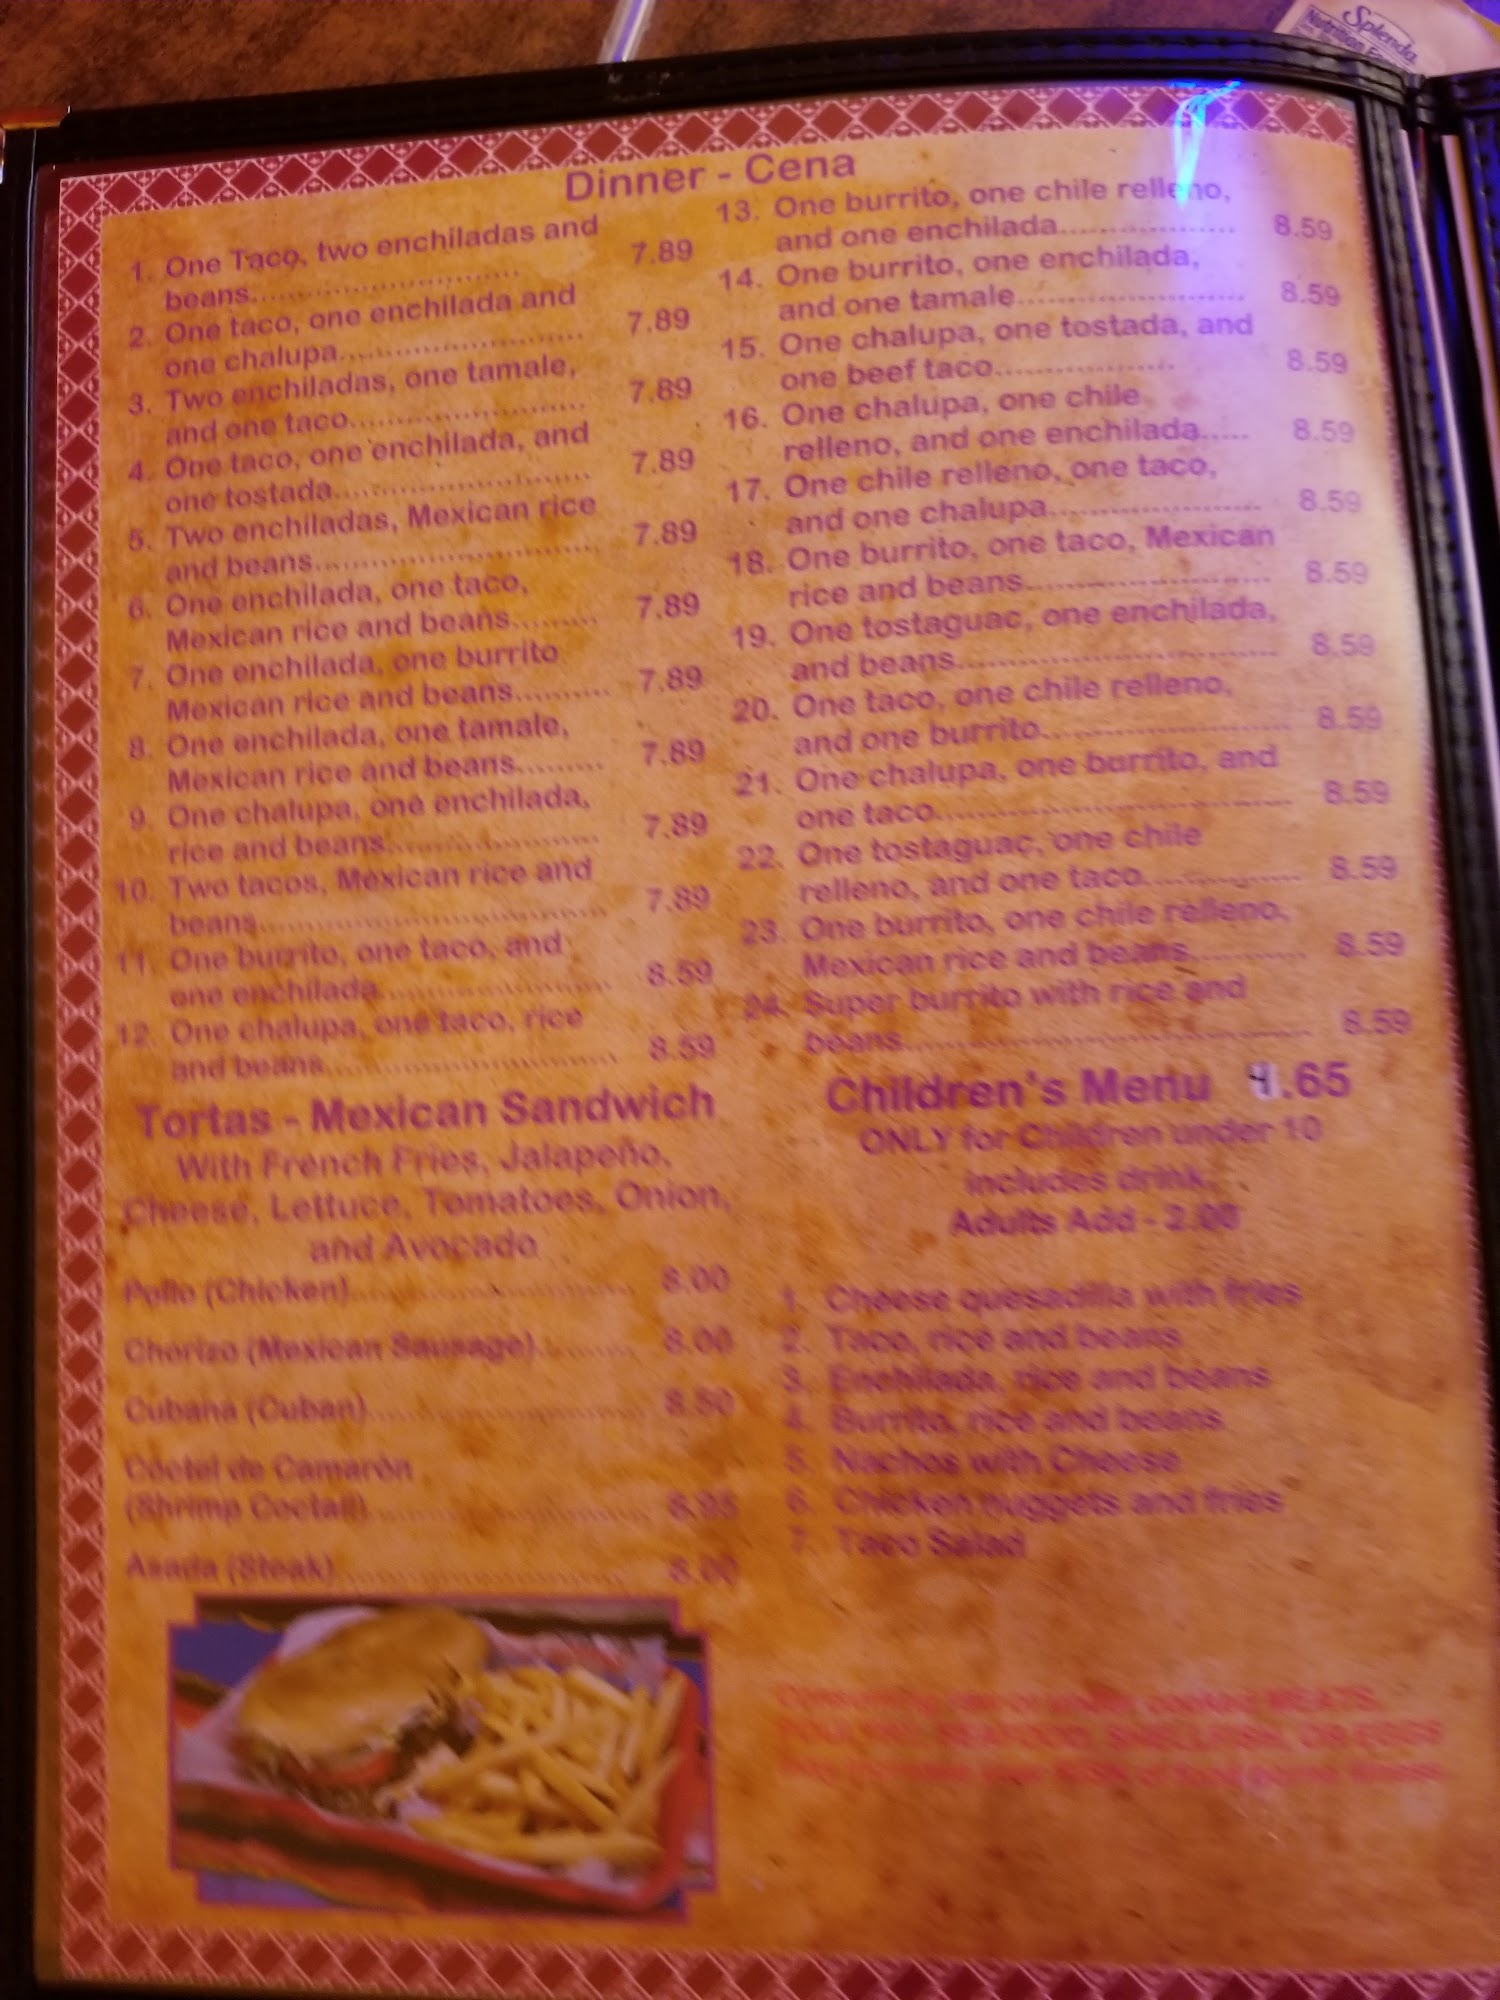 Splenda
Nutrition
Dinner - Cena
1. One Taco, two enchiladas and
beans............................ 7.89
2. One taco, one enchilada and
one chalupa.......................... 7.89
3. Two enchiladas, one tamale,
and one taco......................... 7.89
4. One taco, one enchilada, and
one tostada........................... 7.89
5. Two enchiladas, Mexican rice
and beans............................. 7.89
6. One enchilada, one taco,
Mexican rice and beans......... 7.89
7. One enchilada, one burrito
Mexican rice and beans.......... 7.89
8. One enchilada, one tamale,
Mexican rice and beans......... 7.89
9. One chalupa, one enchilada,
rice and beans...................... 7.89
10. Two tacos, Mexican rice and
beans.................................... 7.89
11. One burrito, one taco, and
one enchilada........................ 8.59
12. One chalupa, one taco, rice
and beans.............................. 8.59
Tortas - Mexican Sandwich
With French Fries, Jalapeño,
Cheese, Lettuce, Tomatoes, Onion,
and Avocado
Pollo (Chicken)............................. 8.00
Chorizo (Mexican Sausage).......... 8.00
Cubana (Cuban)............................ 8.50
Coctel de Camarón
(Shrimp Coctail)............................ 8.95
Asada (Steak)............................. 8.00
13. One burrito, one chile relleno,
and one enchilada................... 8.59
14. One burrito, one enchilada,
and one tamale......................... 8.59
15. One chalupa, one tostada, and
one beef taco................... 8.59
16. One chalupa, one chile
relleno, and one enchilada..... 8.59
17. One chile relleno, one taco,
and one chalupa...................... 8.59
18. One burrito, one taco, Mexican
rice and beans......................... 8.59
19. One tostaguac, one enchilada,
and beans................................. 8.59
20. One taco, one chile relleno,
and one burrito......................... 8.59
21. One chalupa, one burrito, and
one taco.................................... 8.59
22. One tostaguac, one chile
relleno, and one taco................ 8.59
23. One burrito, one chile relleno,
Mexican rice and beans............ 8.59
24. Super burrito with rice and
beans......................................... 8.59
Children's Menu 4.65
ONLY for Children under 10
includes drink.
Adults Add - 2.00
1. Cheese quesadilla with fries
2. Taco, rice and beans
3. Enchilada, rice and beans
4. Burrito, rice and beans
5. Nachos with Cheese
6. Chicken nuggets and fries
7. Taco Salad
MEATS,
SEAFOOD, SHELLFISH, OR EGGS